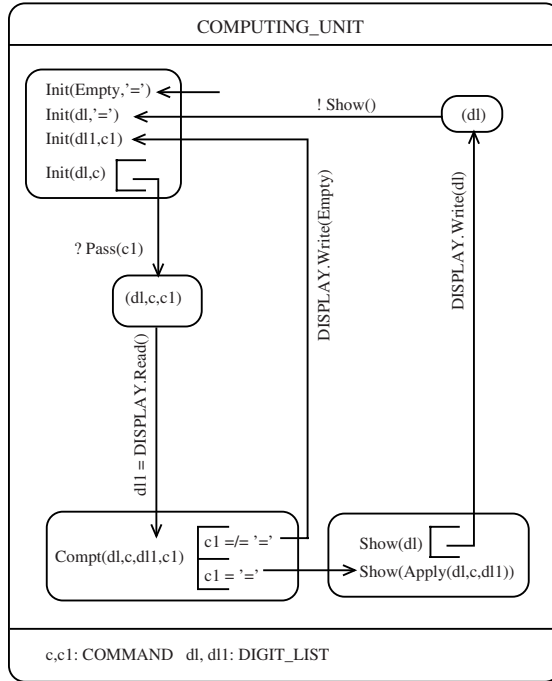 COMPUTING_UNIT
Init(Empty,'=')
Init(dl,'=')
Init(dl1,c1)
Init(dl,c)
! Show()
(dl)
? Pass(c1)
(dl,c,c1)
DISPLAY.Write(Empty)
DISPLAY.Write(dl)
dl1 = DISPLAY.Read()
Compt(dl,c,dl1,c1)
c1 =/= '='
c1 = '='
Show(dl)
Show(Apply(dl,c,dl1))
c,c1: COMMAND dl, dl1: DIGIT_LIST